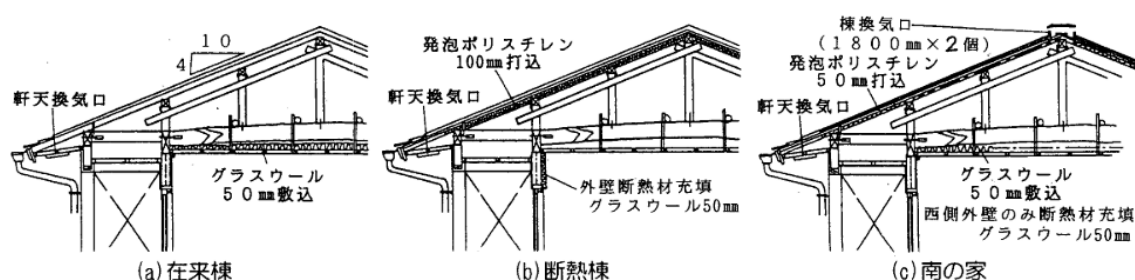 10
4
軒天換気口
グラスウール
50mm敷込
(a)在来棟
発泡ポリスチレン
100mm打込
軒天換気口
外壁断熱材充填
グラスウール50mm
(b)断熱棟
棟換気口
(1800mm×2個)
発泡ポリスチレン
50mm打込
軒天換気口
グラスウール
50mm敷込
西側外壁のみ断熱材充填
グラスウール50mm
(c)南の家